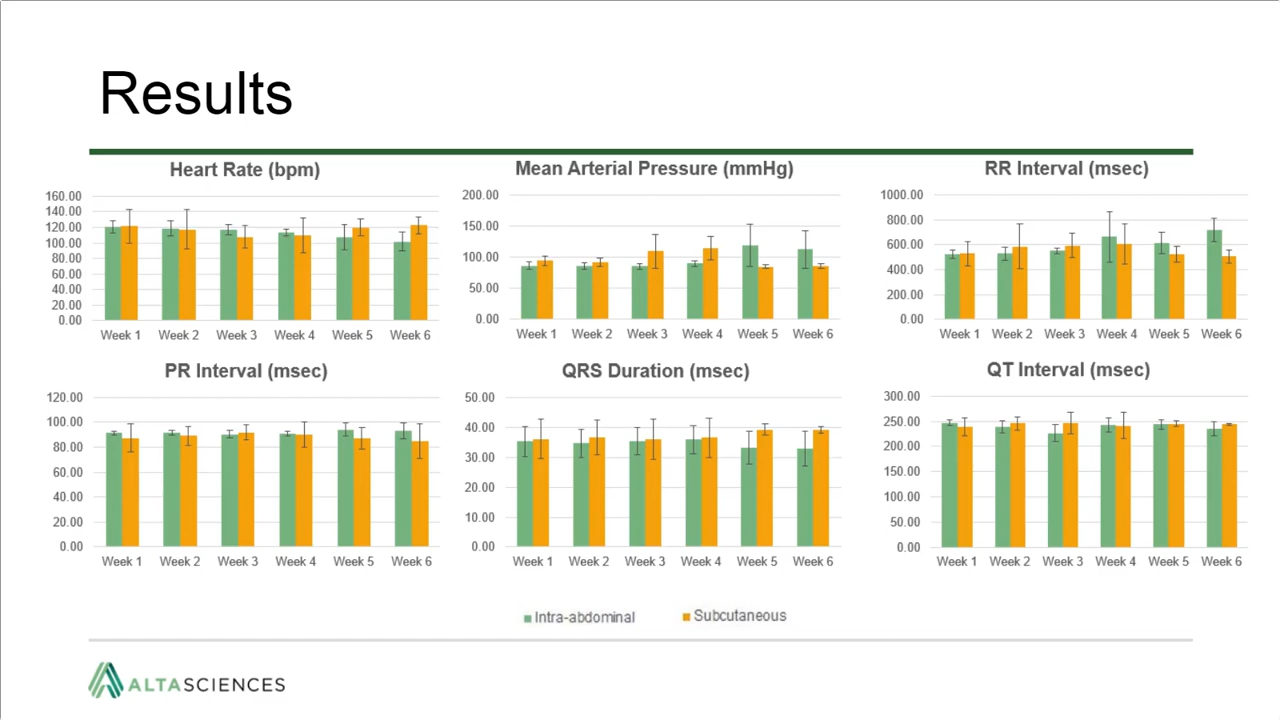 Results
Heart Rate (bpm)
160.00
140.00
120.00
100.00
80.00
60.00
40.00
20.00
0.00
Week 1 Week 2 Week 3 Week 4 Week 5 Week 6
Mean Arterial Pressure (mmHg)
200.00
150.00
100.00
50.00
0.00
Week 1 Week 2 Week 3 Week 4 Week 5 Week 6
RR Interval (msec)
1000.00
800.00
600.00
400.00
200.00
0.00
Week 1 Week 2 Week 3 Week 4 Week 5 Week 6
PR Interval (msec)
120.00
100.00
80.00
60.00
40.00
20.00
0.00
Week 1 Week 2 Week 3 Week 4 Week 5 Week 6
QRS Duration (msec)
50.00
40.00
30.00
20.00
10.00
0.00
Week 1 Week 2 Week 3 Week 4 Week 5 Week 6
QT Interval (msec)
300.00
250.00
200.00
150.00
100.00
50.00
0.00
Week 1 Week 2 Week 3 Week 4 Week 5 Week 6
Intra-abdominal Subcutaneous
ALTASCIENCES